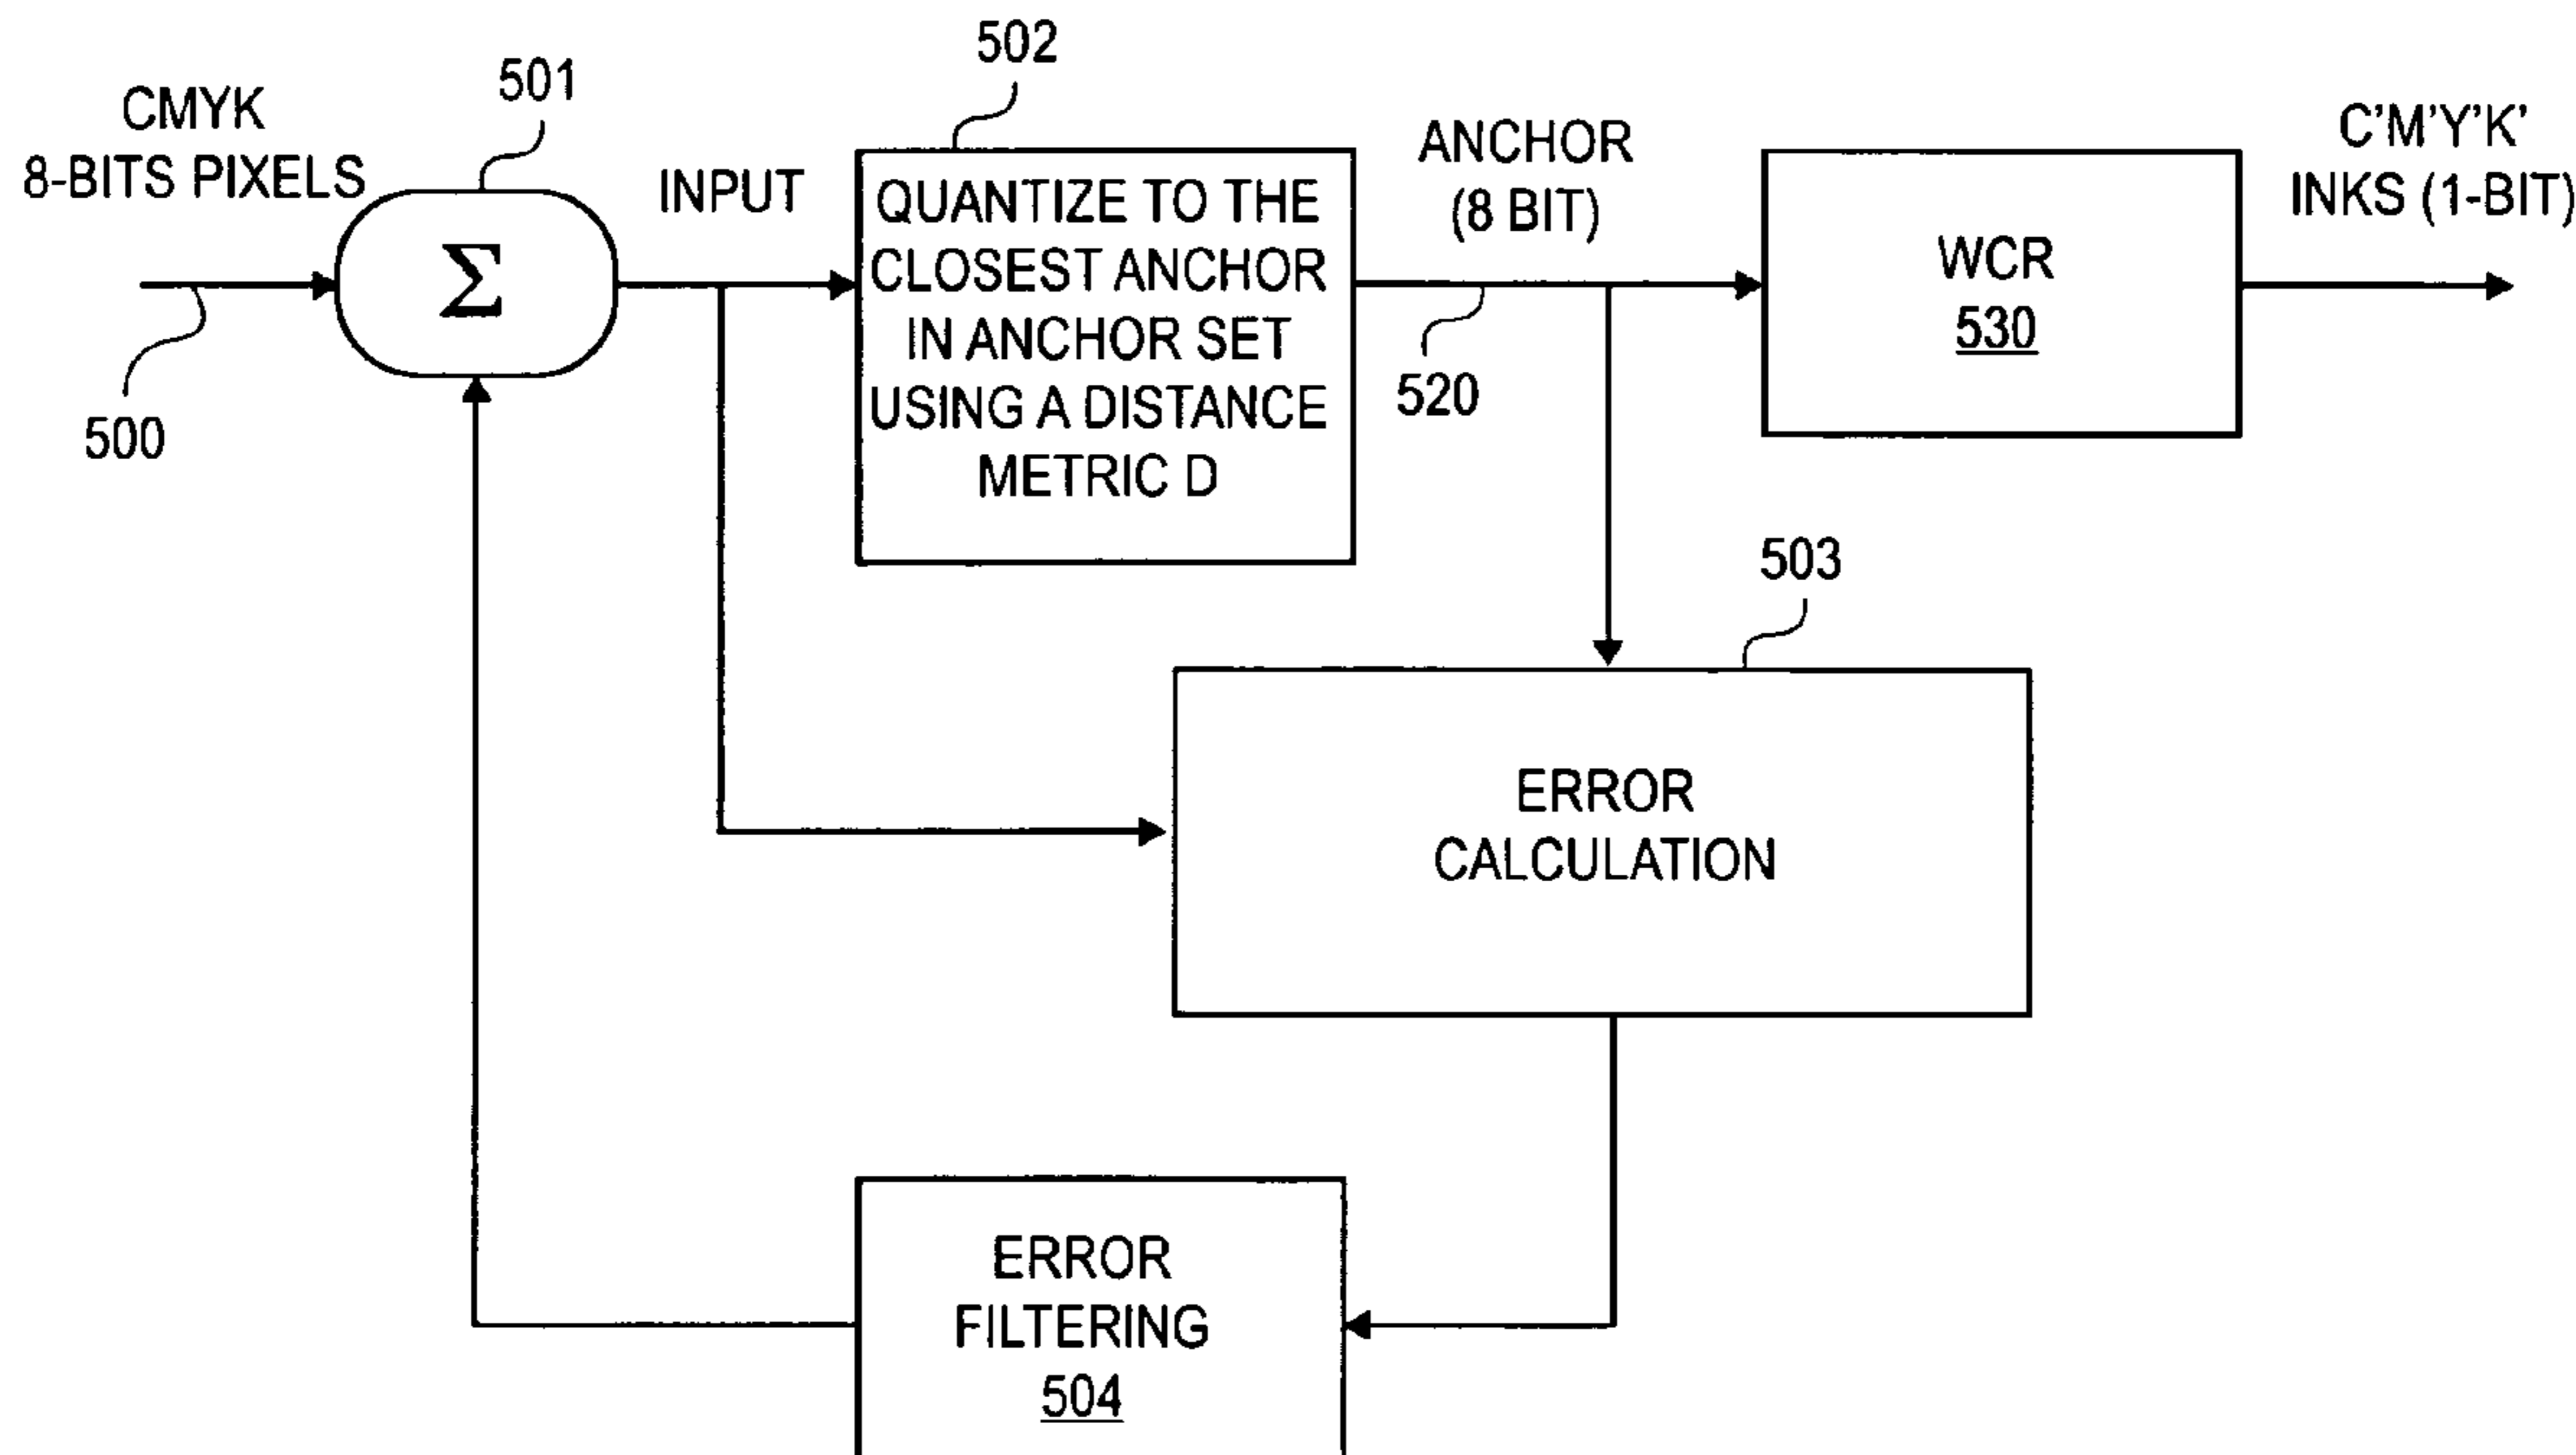 502
501
CMYK
8-BITS PIXELS
INPUT
Σ
500
QUANTIZE TO THE
CLOSEST ANCHOR
IN ANCHOR SET
USING A DISTANCE
METRIC D
ANCHOR
(8 BIT)
520
WCR
530
C'M'Y'K'
INKS (1-BIT)
503
ERROR
CALCULATION
ERROR
FILTERING
504